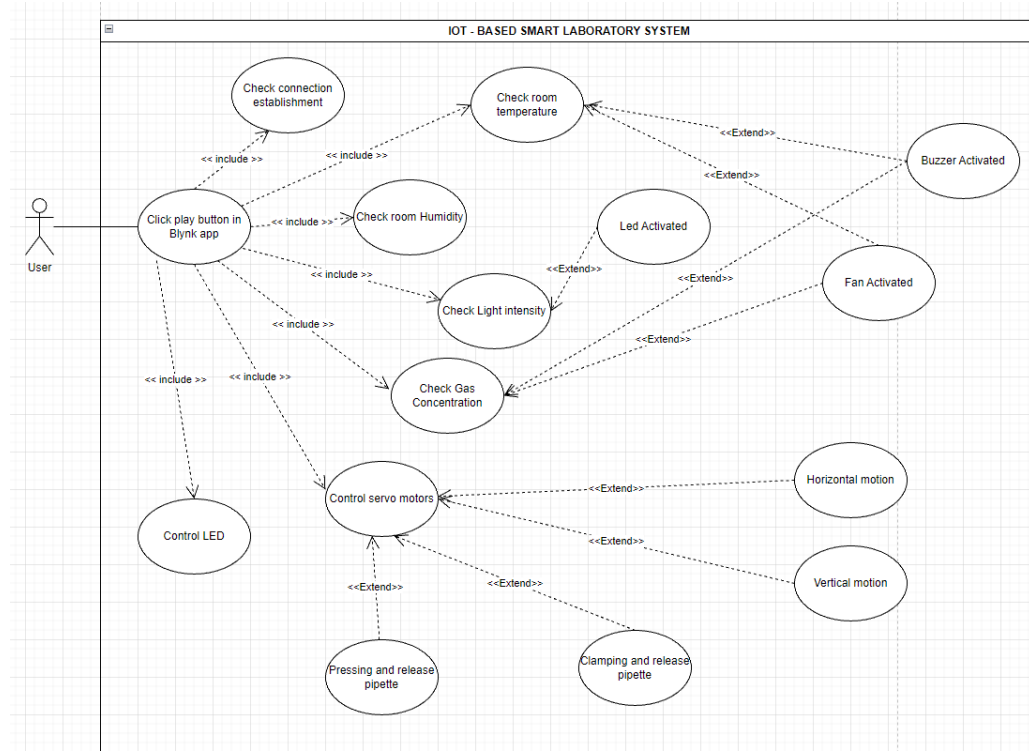 IOT - BASED SMART LABORATORY SYSTEM
Check connection
establishment
Check room
temperature
<<Extend>>
Buzzer Activated
<< include >>
<< include >>
<<Extend>>
User
Click play button in
Blynk app
<< include >>
Check room Humidity
Led Activated
<<Extend>>
<< include >>
<<Extend>>
Fan Activated
Check Light intensity
<< include >>
<<Extend>>
<< include >>
<< include >>
Check Gas
Concentration
Control servo motors
<<Extend>>
Horizontal motion
Control LED
<<Extend>>
Vertical motion
<<Extend>>
<<Extend>>
Pressing and release
pipette
Clamping and release
pipette